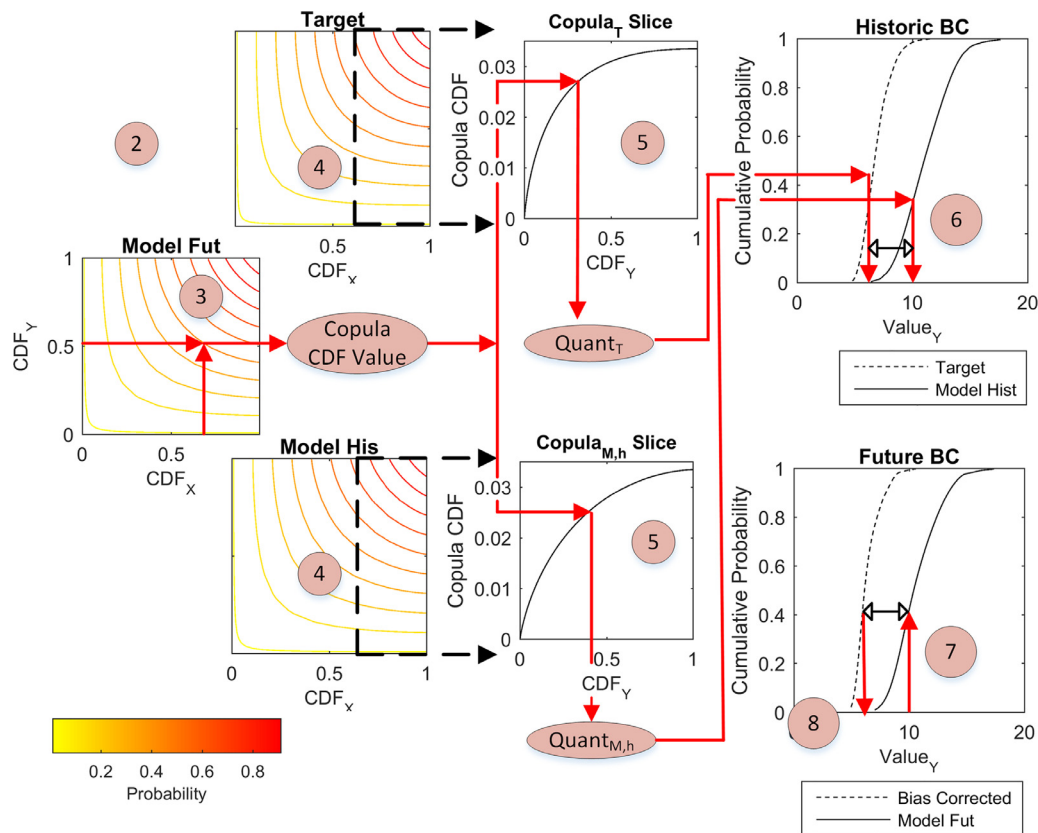 Target
4
0.5
1
CDF_X
2
Copula_T Slice
0.03
0.02
0.01
0
Copula CDF
5
0
0.5
1
CDF_Y
Historic BC
1
0.8
0.6
0.4
0.2
0
Cumulative Probability
6
0
10
20
Value_Y
Target
Model Hist
Model Fut
1
0.5
0
CDF_Y
3
0
0.5
CDF_X
Copula
CDF Value
Quant_T
Model His
4
0
0.5
1
CDF_X
Copula_M,h Slice
0.03
0.02
0.01
0
Copula CDF
5
0
0.5
1
CDF_Y
Quant_M,h
Future BC
1
0.8
0.6
0.4
0.2
0
Cumulative Probability
7
8
10
20
Value_Y
Bias Corrected
Model Fut
0.2
0.4
0.6
0.8
Probability